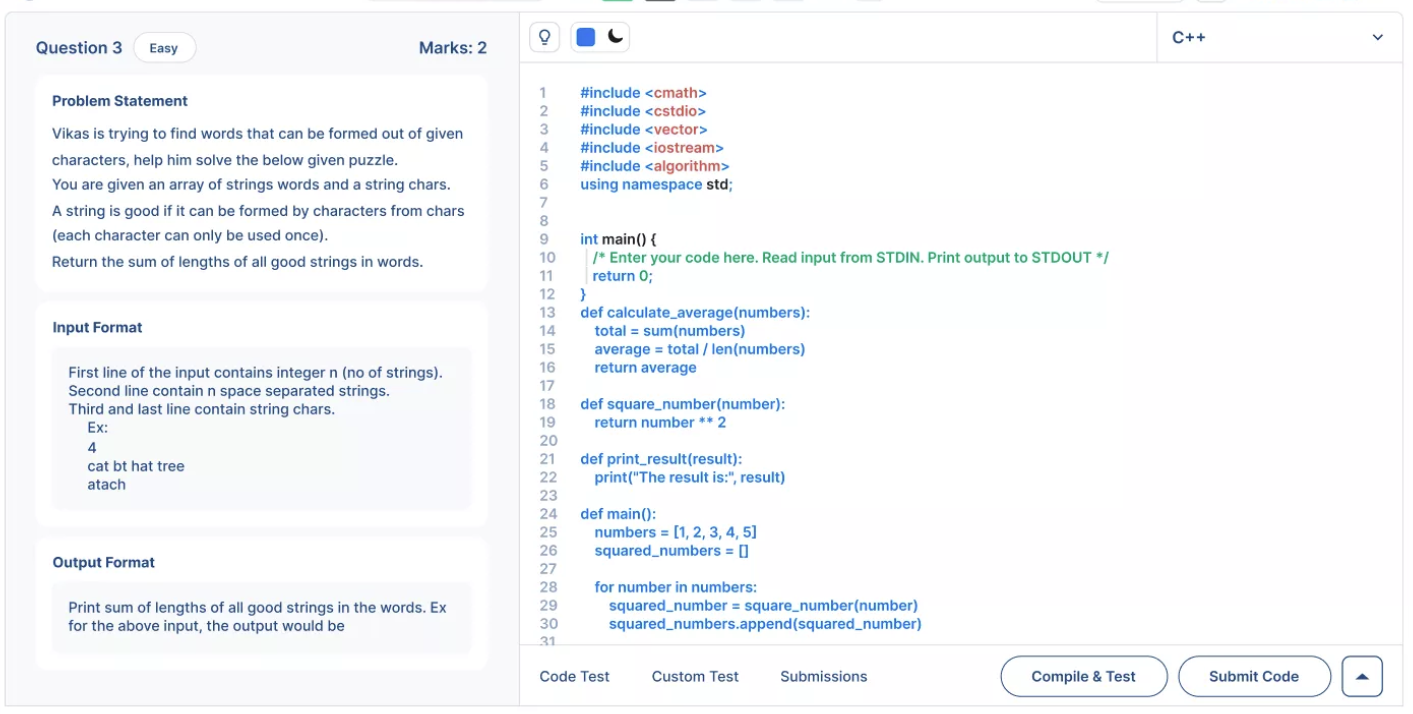 Question 3 Easy Marks: 2
Problem Statement
Vikas is trying to find words that can be formed out of given
characters, help him solve the below given puzzle.
You are given an array of strings words and a string chars.
A string is good if it can be formed by characters from chars
(each character can only be used once).
Return the sum of lengths of all good strings in words.
Input Format
First line of the input contains integer n (no of strings).
Second line contain n space separated strings.
Third and last line contain string chars.
Ex:
4
cat bt hat tree
atach
Output Format
Print sum of lengths of all good strings in the words. Ex
for the above input, the output would be
C++
1 #include <cmath>
2 #include <cstdio>
3 #include <vector>
4 #include <iostream>
5 #include <algorithm>
6 using namespace std;
7
8
9 int main() {
10 /* Enter your code here. Read input from STDIN. Print output to STDOUT */
11 return 0;
12 }
13 def calculate_average(numbers):
14 total = sum(numbers)
15 average = total / len(numbers)
16 return average
17
18 def square_number(number):
19 return number ** 2
20
21 def print_result(result):
22 print("The result is:", result)
23
24 def main():
25 numbers = [1, 2, 3, 4, 5]
26 squared_numbers = []
27
28 for number in numbers:
29 squared_number = square_number(number)
30 squared_numbers.append(squared_number)
31
Code Test Custom Test Submissions Compile & Test Submit Code